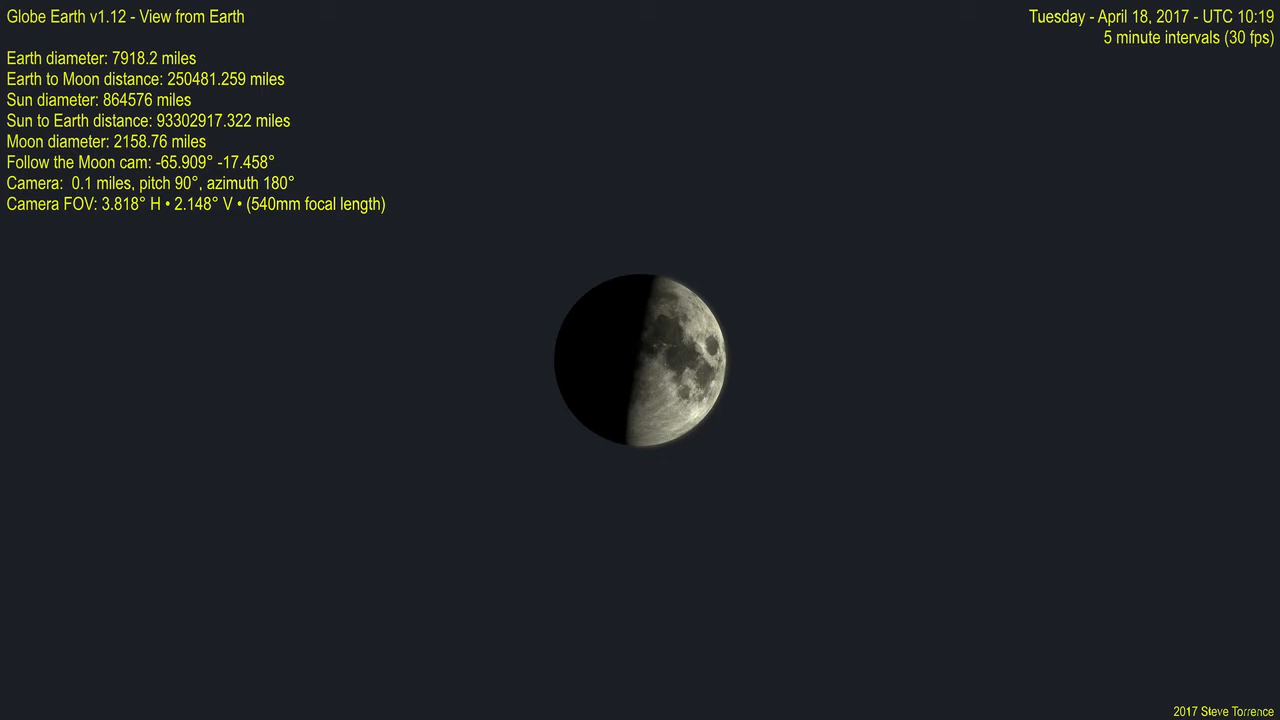 Globe Earth v1.12 - View from Earth
Tuesday - April 18, 2017 - UTC 10:19
5 minute intervals (30 fps)
Earth diameter: 7918.2 miles
Earth to Moon distance: 250481.259 miles
Sun diameter: 864576 miles
Sun to Earth distance: 93302917.322 miles
Moon diameter: 2158.76 miles
Follow the Moon cam: -65.909° -17.458°
Camera:  0.1 miles, pitch 90°, azimuth 180°
Camera FOV: 3.818° H • 2.148° V • (540mm focal length)
2017 Steve Torrence